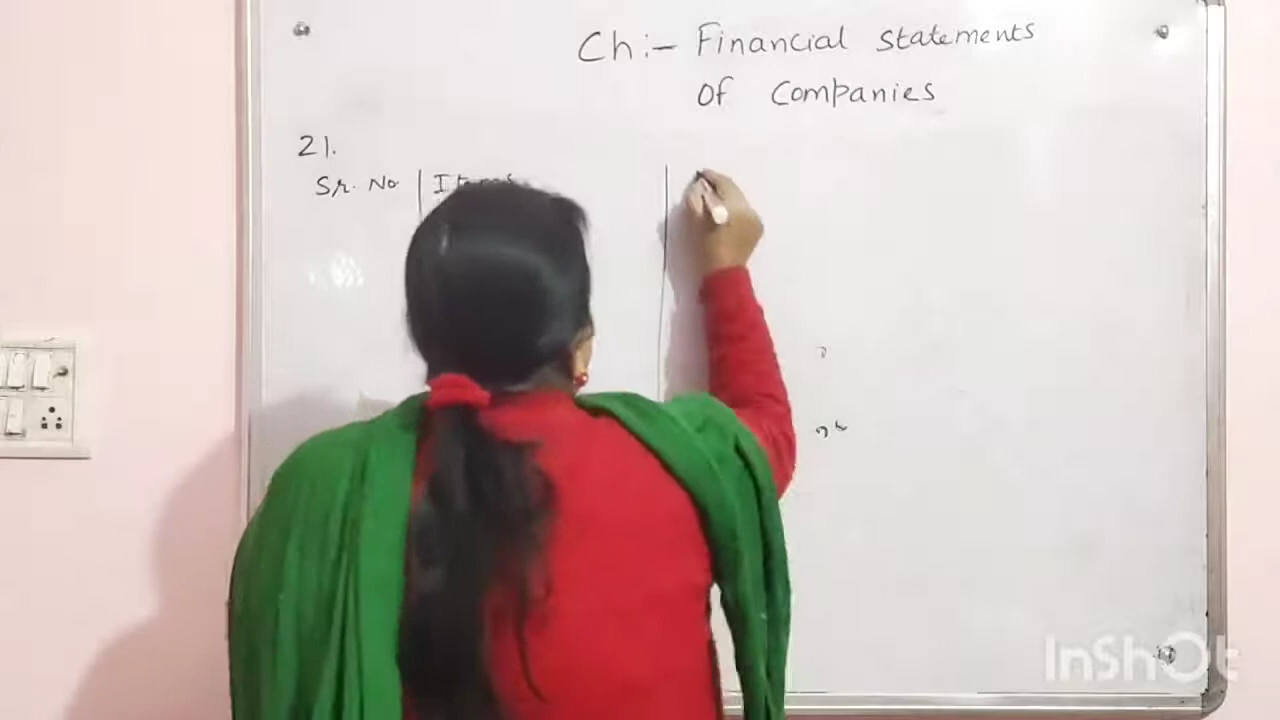 Ch:- Financial statements
of Companies
21.
Sr. No Items
InShOt